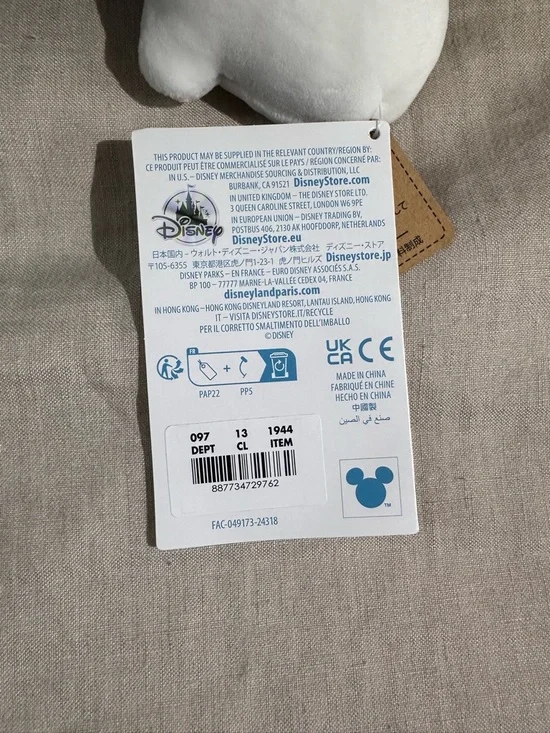 THIS PRODUCT MAY BE SUPPLIED IN THE RELEVANT COUNTRY/REGION BY:
CE PRODUIT PEUT ÊTRE COMMERCIALISÉ SUR LE PAYS / RÉGION CONCERNÉ PAR:
IN U.S. – DISNEY MERCHANDISE SOURCING & DISTRIBUTION, LLC
BURBANK, CA 91521 DisneyStore.com
IN UNITED KINGDOM – THE DISNEY STORE LTD.
3 QUEEN CAROLINE STREET, LONDON W6 9PE
IN EUROPEAN UNION – DISNEY TRADING BV,
POSTBUS 406, 2130 AK HOOFDDORP, NETHERLANDS
DISNEY
DisneyStore.eu
日本国内 – ウォルト・ディズニー・ジャパン株式会社 ディズニー・ストア
〒105-6355 東京都港区虎ノ門1-23-1 虎ノ門ヒルズ Disneystore.jp
DISNEY PARKS – EN FRANCE – EURO DISNEY ASSOCIÉS S.A.S.
BP 100 – 77777 MARNE-LA-VALLÉE CEDEX 04, FRANCE
disneylandparis.com
IN HONG KONG – HONG KONG DISNEYLAND RESORT, LANTAU ISLAND, HONG KONG
IT – VISITA DISNEYSTORE.IT/RECYCLE
PER IL CORRETTO SMALTIMENTO DELL'IMBALLO
© DISNEY
FR
+
PAP22 PPS
UK
CA CE
MADE IN CHINA
FABRIQUÉ EN CHINE
HECHO EN CHINA
中國製
صنع في الصين
097 13 1944
DEPT CL ITEM
887734729762
TM
FAC-049173-24318
して
料制成